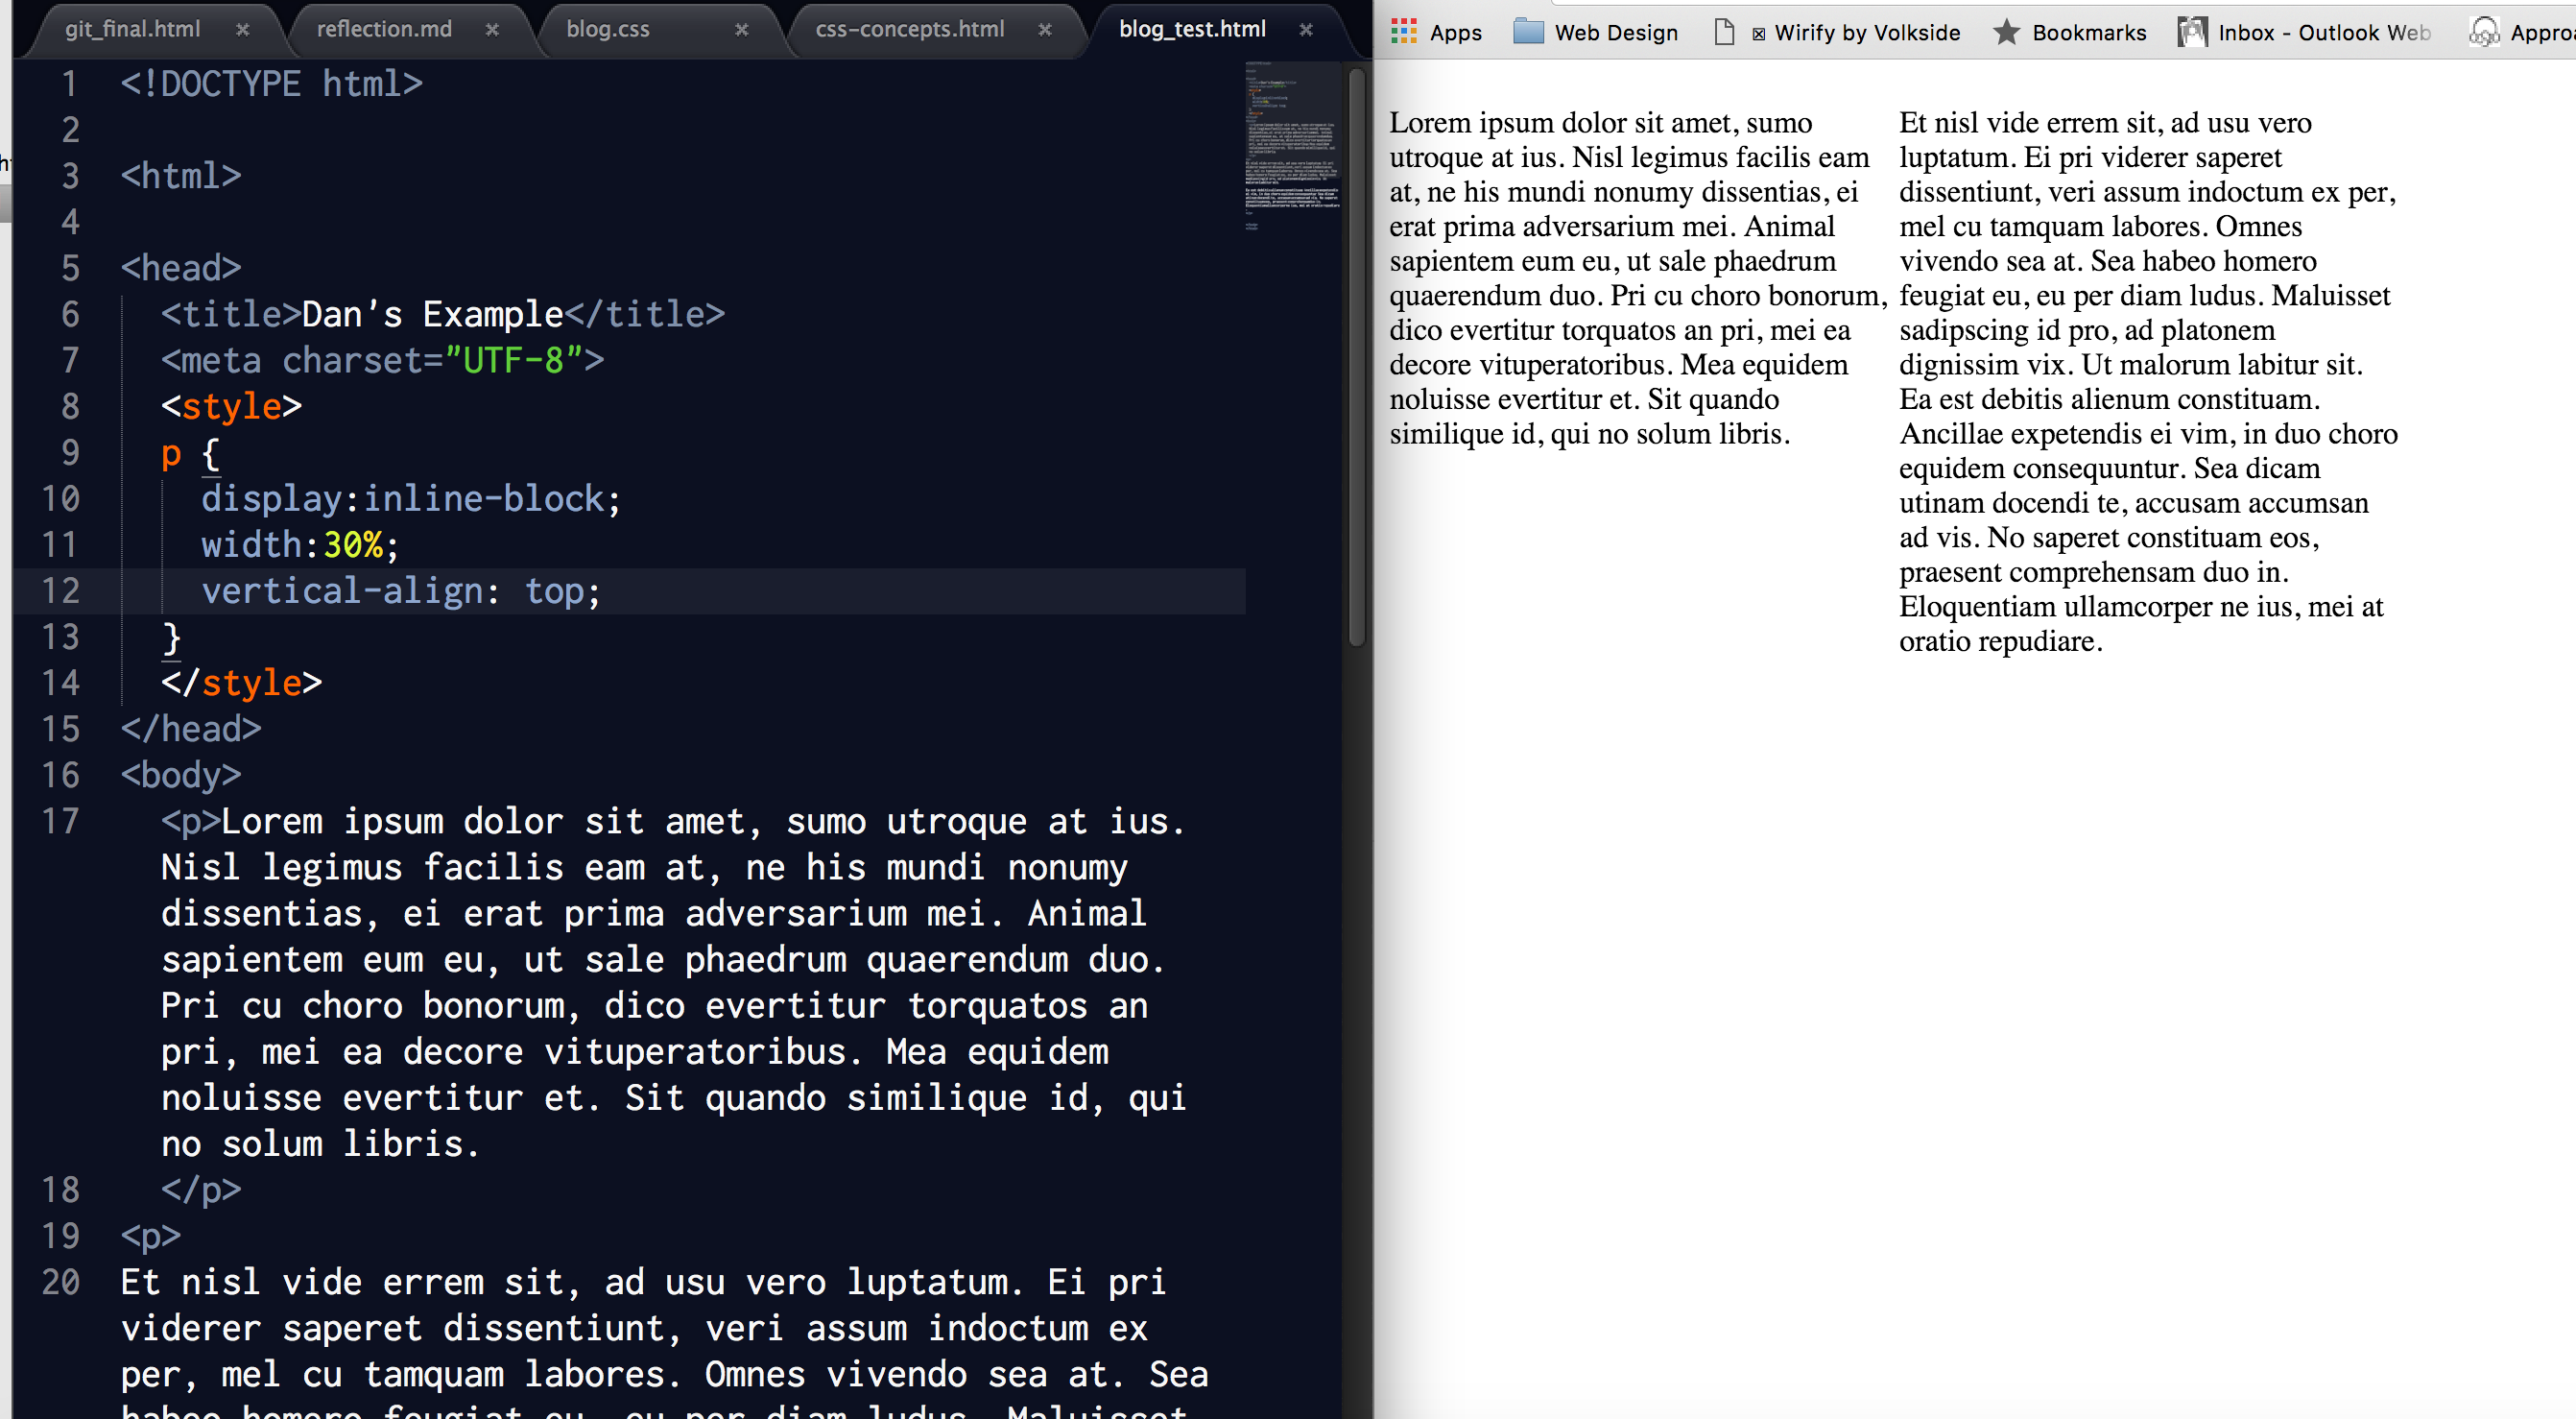 git_final.html
reflection.md
blog.css
css-concepts.html
blog_test.html
1 <!DOCTYPE html>
2
3 <html>
4
5 <head>
6 <title>Dan's Example</title>
7 <meta charset="UTF-8">
8 <style>
9 p {
10 display:inline-block;
11 width:30%;
12 vertical-align: top;
13 }
14 </style>
15 </head>
16 <body>
17 <p>Lorem ipsum dolor sit amet, sumo utroque at ius.
Nisl legimus facilis eam at, ne his mundi nonumy
dissentias, ei erat prima adversarium mei. Animal
sapientem eum eu, ut sale phaedrum quaerendum duo.
Pri cu choro bonorum, dico evertitur torquatos an
pri, mei ea decore vituperatoribus. Mea equidem
noluisse evertitur et. Sit quando similique id, qui
no solum libris.
18 </p>
19 <p>
20 Et nisl vide errem sit, ad usu vero luptatum. Ei pri
viderer saperet dissentiunt, veri assum indoctum ex
per, mel cu tamquam labores. Omnes vivendo sea at. Sea
habeo homero feugiat eu, eu per diam ludus. Maluisset
Apps
Web Design
Wirify by Volkside
Bookmarks
Inbox - Outlook Web
Lorem ipsum dolor sit amet, sumo
utroque at ius. Nisl legimus facilis eam
at, ne his mundi nonumy dissentias, ei
erat prima adversarium mei. Animal
sapientem eum eu, ut sale phaedrum
quaerendum duo. Pri cu choro bonorum,
dico evertitur torquatos an pri, mei ea
decore vituperatoribus. Mea equidem
noluisse evertitur et. Sit quando
similique id, qui no solum libris.
Et nisl vide errem sit, ad usu vero
luptatum. Ei pri viderer saperet
dissentiunt, veri assum indoctum ex per,
mel cu tamquam labores. Omnes
vivendo sea at. Sea habeo homero
feugiat eu, eu per diam ludus. Maluisset
sadipscing id pro, ad platonem
dignissim vix. Ut malorum labitur sit.
Ea est debitis alienum constituam.
Ancillae expetendis ei vim, in duo choro
equidem consequuntur. Sea dicam
utinam docendi te, accusam accumsan
ad vis. No saperet constituam eos,
praesent comprehensam duo in.
Eloquentiam ullamcorper ne ius, mei at
oratio repudiare.